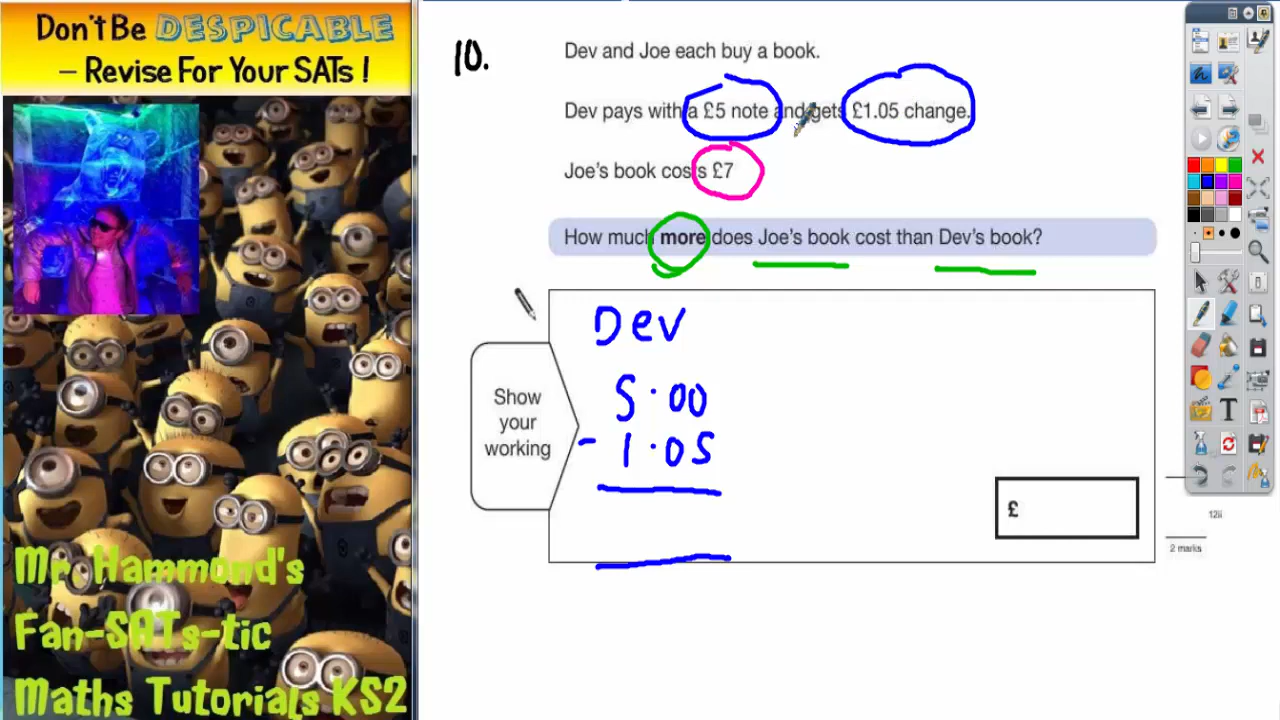 Don't Be DESPICABLE
– Revise For Your SATs !
Mr. Hammond's
Fan-SATs-tic
Maths Tutorials KS2
10.
Dev and Joe each buy a book.
Dev pays with a £5 note and gets £1.05 change.
Joe's book costs £7
How much more does Joe's book cost than Dev's book?
Show
your
working
Dev
5.00
- 1.05
£
12ii
2 marks